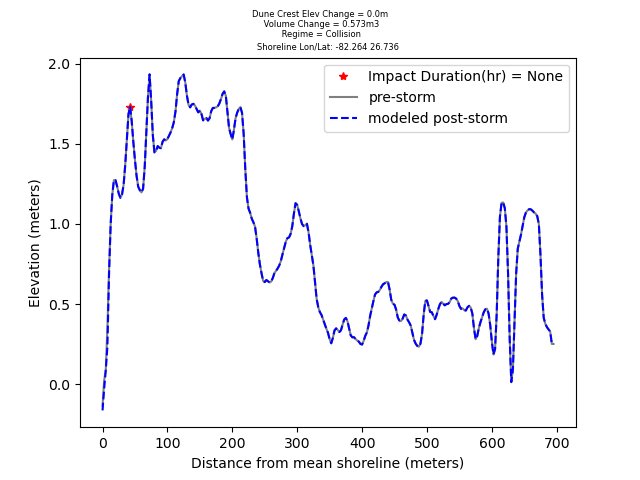 Dune Crest Elev Change = 0.0m
Volume Change = 0.573m3
Regime = Collision
Shoreline Lon/Lat: -82.264 26.736
2.0
1.5
1.0
0.5
0.0
Elevation (meters)
Impact Duration(hr) = None
pre-storm
modeled post-storm
0 100 200 300 400 500 600 700
Distance from mean shoreline (meters)